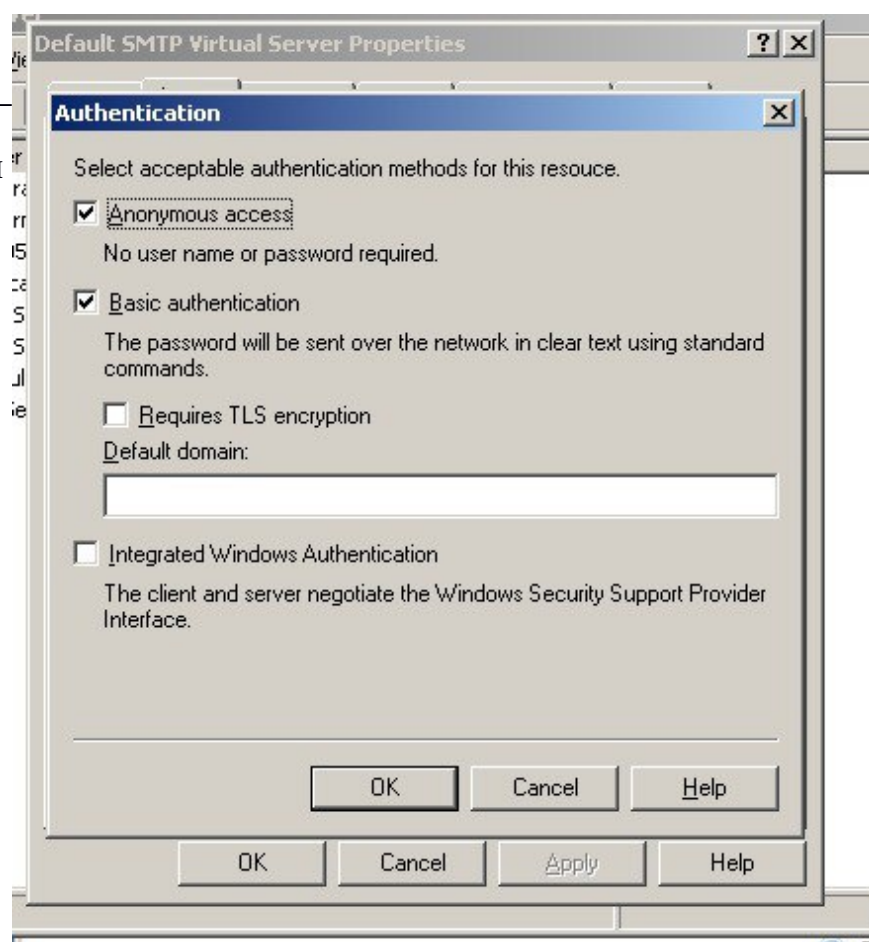 Default SMTP Virtual Server Properties
Authentication
Select acceptable authentication methods for this resouce.
Anonymous access
No user name or password required.
Basic authentication
The password will be sent over the network in clear text using standard
commands.
Requires TLS encryption
Default domain:
Integrated Windows Authentication
The client and server negotiate the Windows Security Support Provider
Interface.
OK Cancel Help
OK Cancel Apply Help